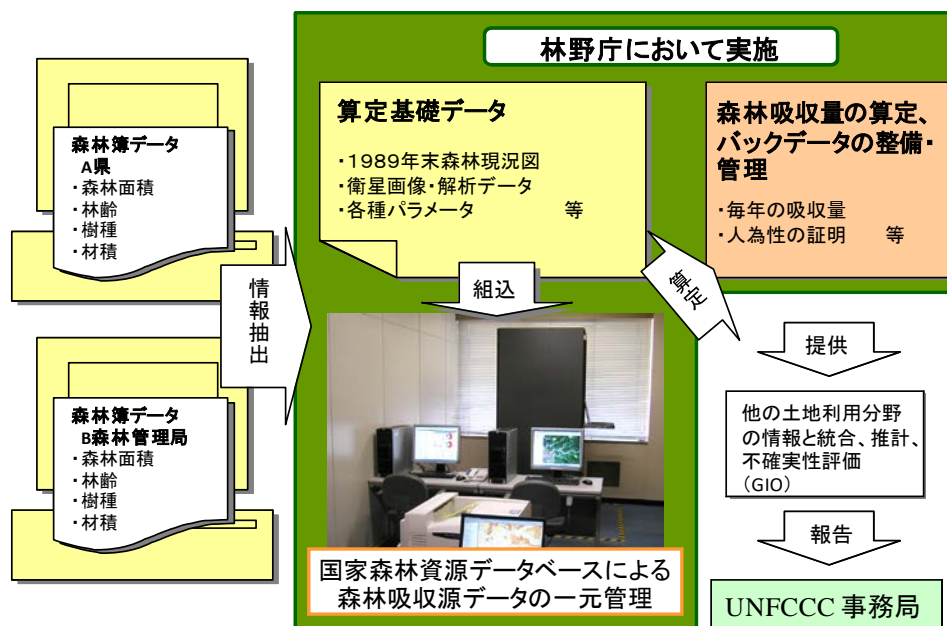 林野庁において実施
森林簿データ
A県
・森林面積
・林齢
・樹種
・材積
森林簿データ
B森林管理局
・森林面積
・林齢
・樹種
・材積
情報抽出
算定基礎データ
・1989年末森林現況図
・衛星画像・解析データ
・各種パラメータ　　等
組込
国家森林資源データベースによる
森林吸収源データの一元管理
算定
森林吸収量の算定、
バックデータの整備・
管理
・毎年の吸収量
・人為性の証明　　等
提供
他の土地利用分野
の情報と統合、推計、
不確実性評価
（GIO）
報告
UNFCCC 事務局